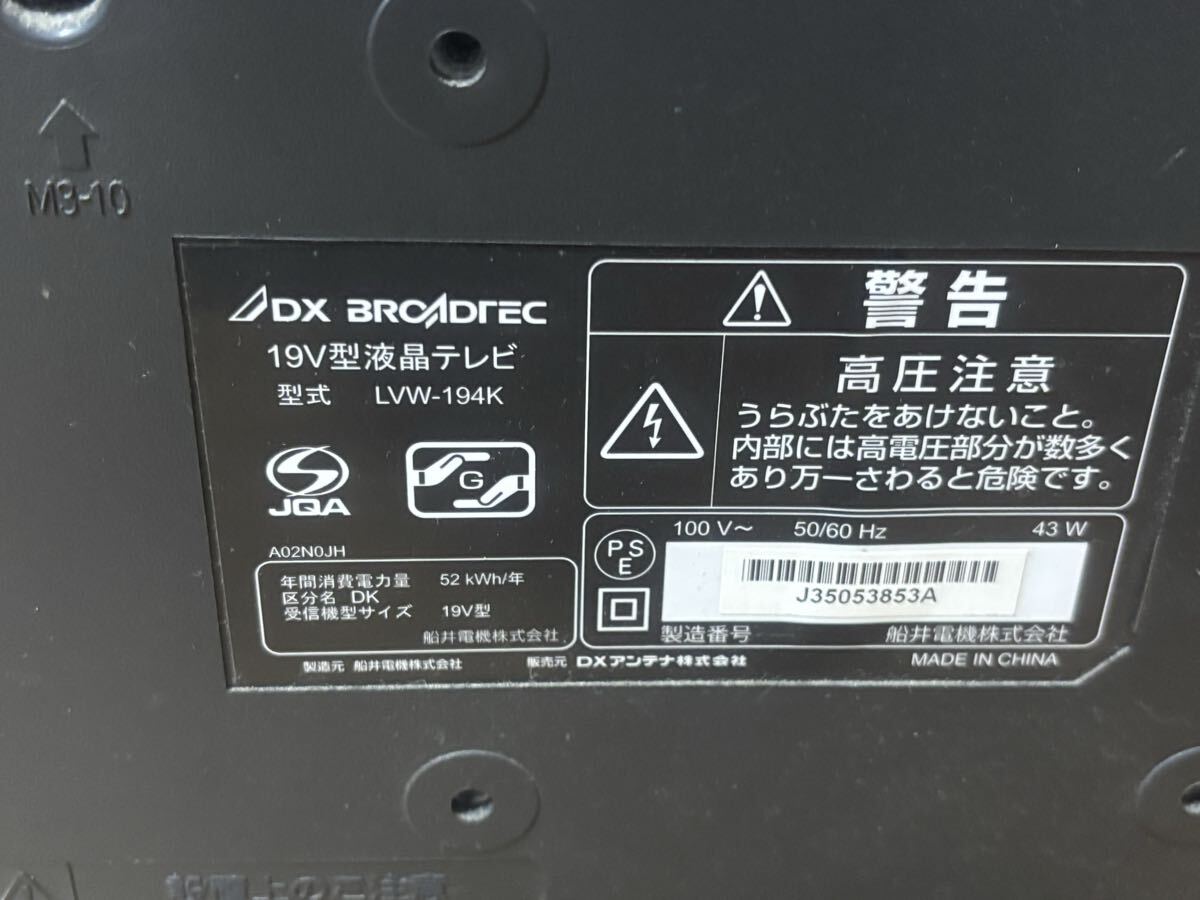 M3-10
DX BROADTEC
19V型液晶テレビ
型式 LVW-194K
JQA
G
A02N0JH
年間消費電力量 52 kWh/年
区分名 DK
受信機型サイズ 19V型
船井電機株式会社
製造元 船井電機株式会社
販売元 DXアンテナ株式会社
警告
高圧注意
うらぶたをあけないこと。
内部には高電圧部分が数多く
あり万一さわると危険です。
PS
E
100 V～ 50/60 Hz 43 W
J35053853A
製造番号 船井電機株式会社
MADE IN CHINA